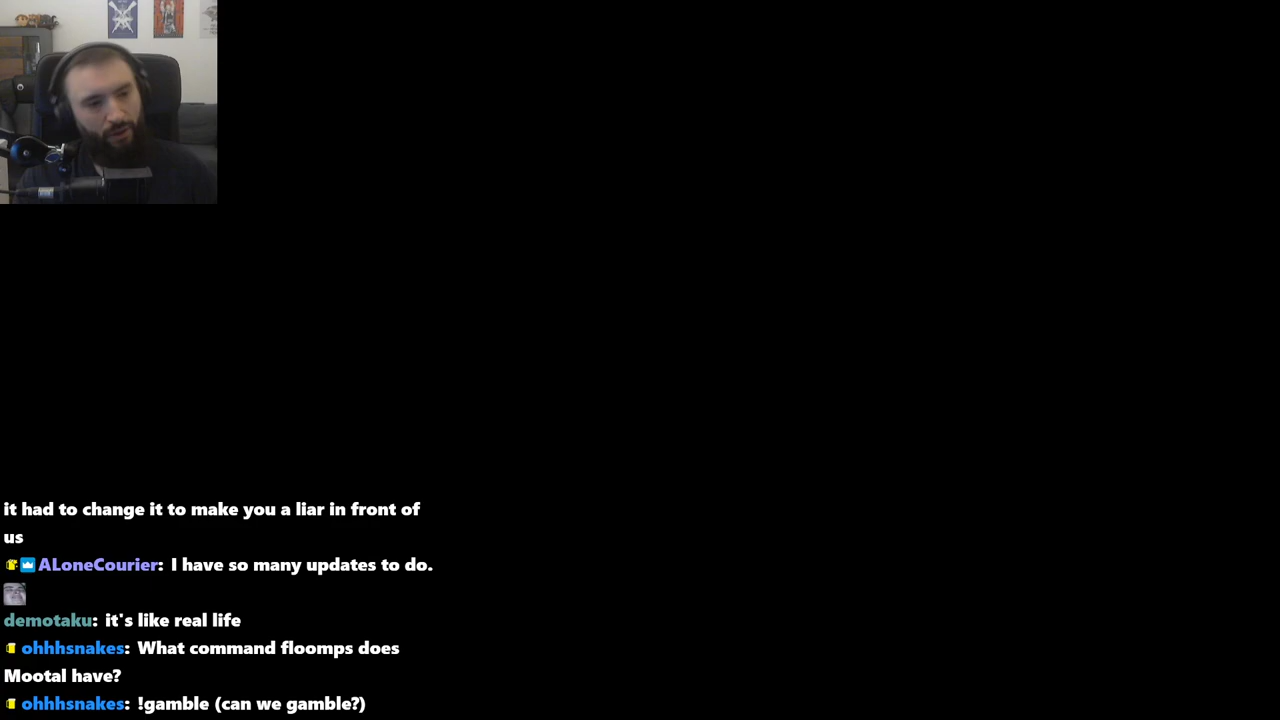 it had to change it to make you a liar in front of
us
ALoneCourier: I have so many updates to do.
demotaku: it's like real life
ohhhsnakes: What command floomps does
Mootal have?
ohhhsnakes: !gamble (can we gamble?)